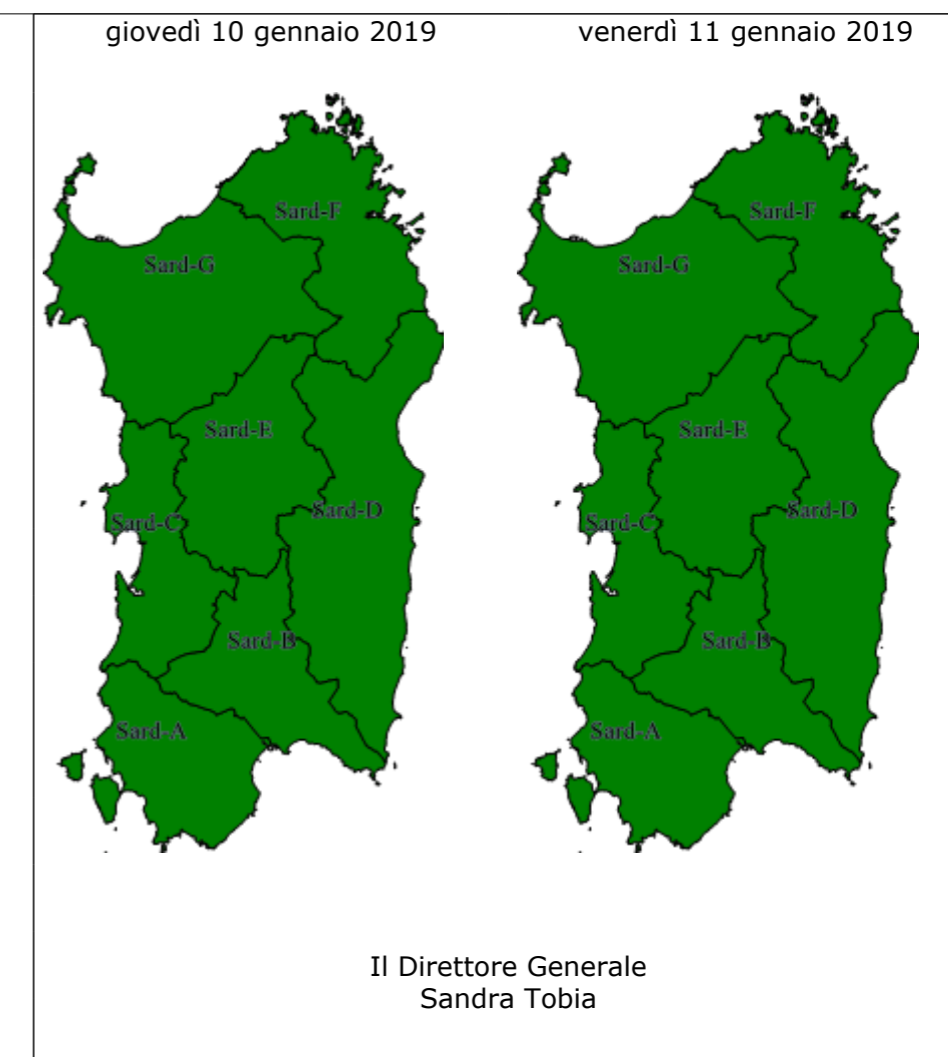 giovedì 10 gennaio 2019
venerdì 11 gennaio 2019
Sard-F
Sard-G
Sard-E
Sard-D
Sard-C
Sard-B
Sard-A
Sard-F
Sard-G
Sard-E
Sard-D
Sard-C
Sard-B
Sard-A
Il Direttore Generale
Sandra Tobia